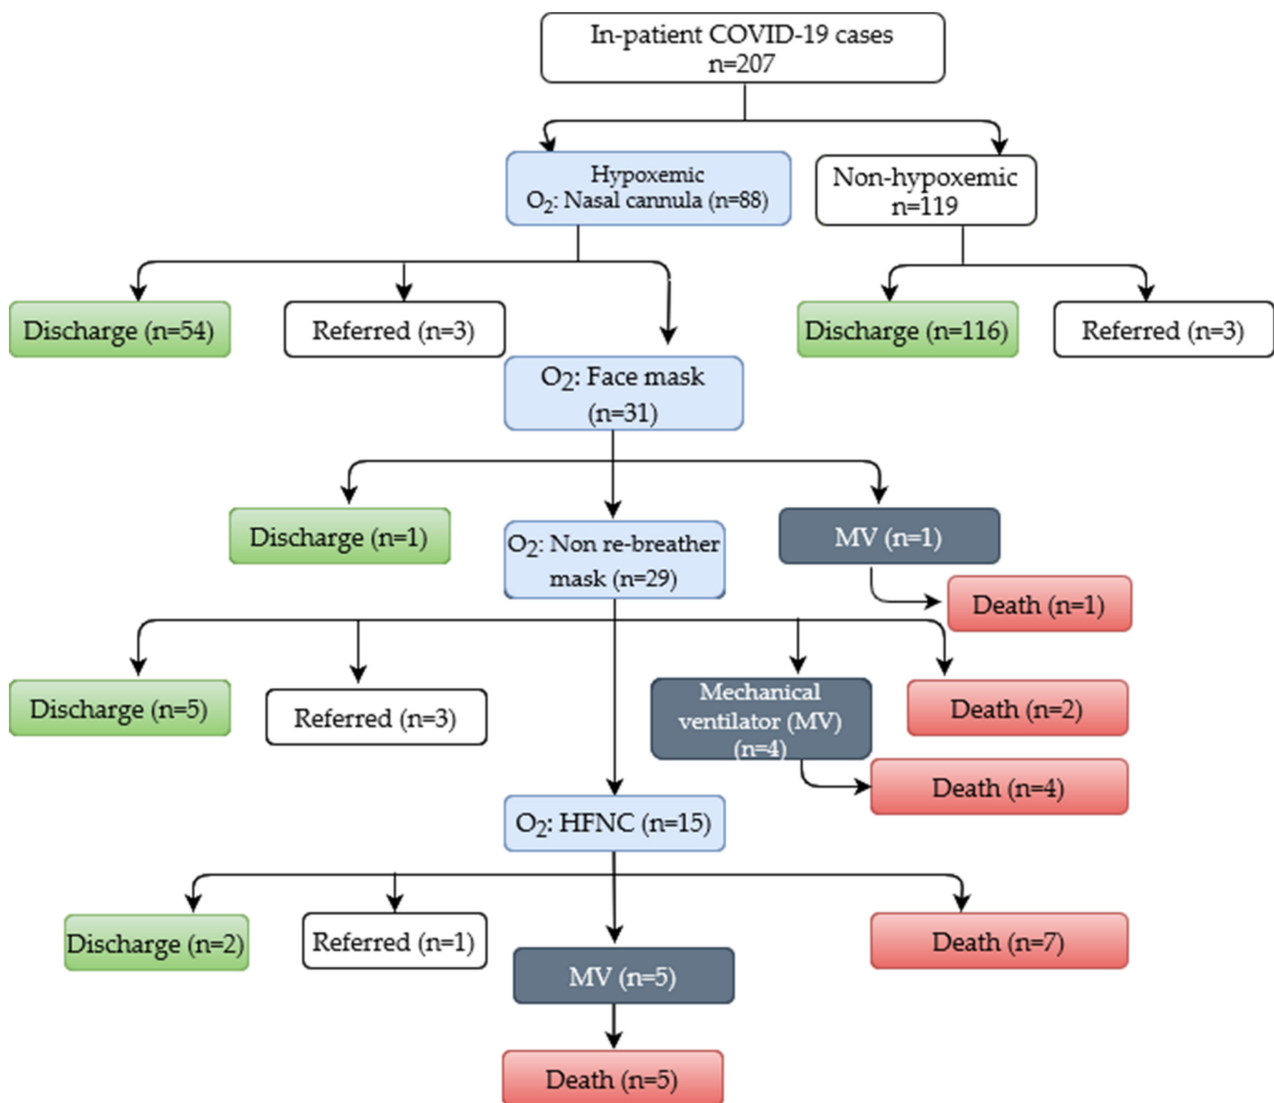 In-patient COVID-19 cases
n=207
Hypoxemic
O₂: Nasal cannula (n=88)
Non-hypoxemic
n=119
Discharge (n=54)
Referred (n=3)
Discharge (n=116)
Referred (n=3)
O₂: Face mask
(n=31)
Discharge (n=1)
O₂: Non re-breather
mask (n=29)
MV (n=1)
Death (n=1)
Discharge (n=5)
Referred (n=3)
Mechanical
ventilator (MV)
(n=4)
Death (n=2)
Death (n=4)
O₂: HFNC (n=15)
Discharge (n=2)
Referred (n=1)
MV (n=5)
Death (n=7)
Death (n=5)